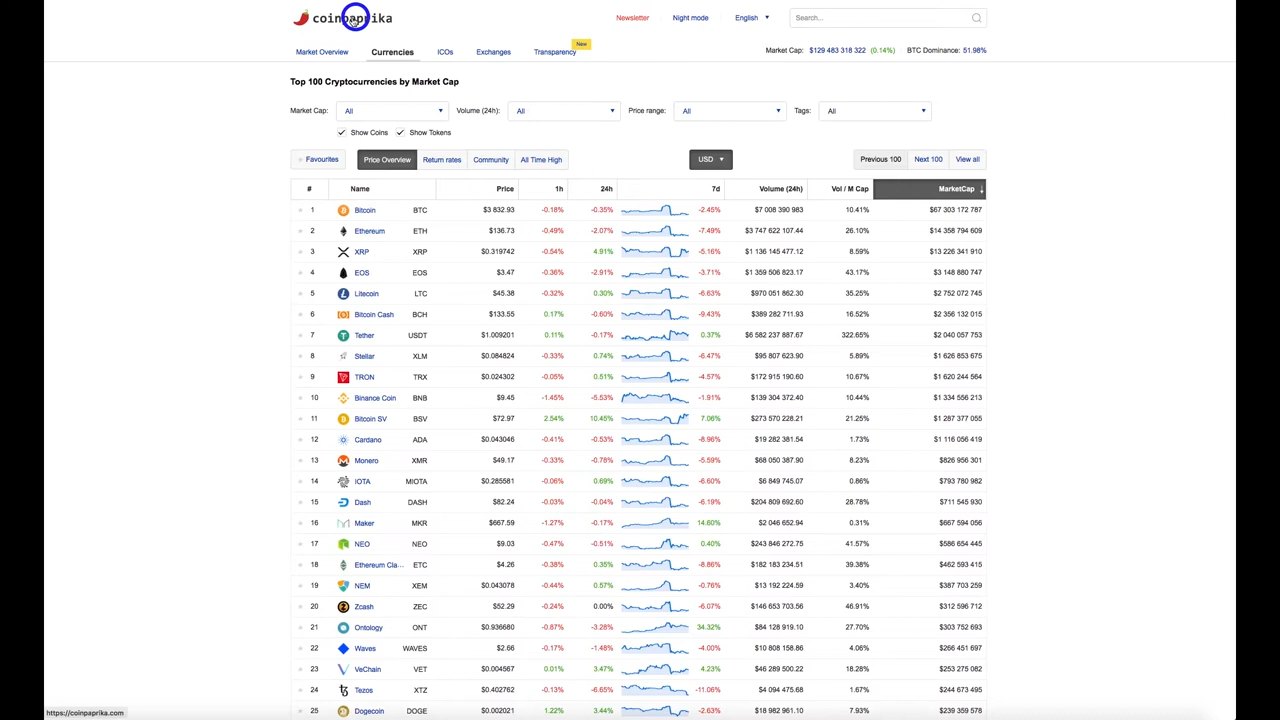 coinpaprika Newsletter Night mode English Search...
Market Overview Currencies ICOs Exchanges Transparency New Market Cap: $129 483 318 322 (0.14%) BTC Dominance: 51.98%
Top 100 Cryptocurrencies by Market Cap
Market Cap: All Volume (24h): All Price range: All Tags: All
Show Coins Show Tokens
Favourites Price Overview Return rates Community All Time High USD Previous 100 Next 100 View all
# Name Price 1h 24h 7d Volume (24h) Vol / M Cap MarketCap
1 Bitcoin BTC $3 832.93 -0.18% -0.35% -2.45% $7 008 390 983 10.41% $67 303 172 787
2 Ethereum ETH $136.73 -0.49% -2.07% -7.49% $3 747 622 107.44 26.10% $14 358 794 609
3 XRP XRP $0.319742 -0.54% 4.91% -5.16% $1 136 145 477.12 8.59% $13 226 341 910
4 EOS EOS $3.47 -0.36% -2.91% -3.71% $1 359 506 823.17 43.17% $3 148 880 747
5 Litecoin LTC $45.38 -0.32% 0.30% -6.63% $970 051 862.30 35.25% $2 752 072 745
6 Bitcoin Cash BCH $133.55 0.17% -0.60% -9.43% $389 282 711.93 16.52% $2 356 132 015
7 Tether USDT $1.009201 0.11% -0.17% 0.37% $6 582 237 887.67 322.65% $2 040 057 753
8 Stellar XLM $0.084824 -0.33% 0.74% -6.47% $95 807 623.90 5.89% $1 626 853 675
9 TRON TRX $0.024302 -0.05% 0.51% -4.57% $172 915 190.60 10.67% $1 620 244 564
10 Binance Coin BNB $9.45 -1.45% -5.53% -1.91% $139 304 372.40 10.44% $1 334 556 213
11 Bitcoin SV BSV $72.97 2.54% 10.45% 7.06% $273 570 228.21 21.25% $1 287 377 055
12 Cardano ADA $0.043046 -0.41% -0.53% -8.96% $19 282 381.54 1.73% $1 116 056 419
13 Monero XMR $49.17 -0.33% -0.78% -5.59% $68 050 387.90 8.23% $826 956 301
14 IOTA MIOTA $0.285581 -0.06% 0.69% -6.60% $6 849 745.07 0.86% $793 780 982
15 Dash DASH $82.24 -0.03% -0.04% -6.19% $204 809 692.60 28.78% $711 545 930
16 Maker MKR $667.59 -1.27% -0.17% 14.60% $2 046 652.94 0.31% $667 594 056
17 NEO NEO $9.03 -0.47% -0.51% 0.40% $243 846 272.75 41.57% $586 654 445
18 Ethereum Cla... ETC $4.26 -0.38% 0.35% -8.86% $182 183 234.51 39.38% $462 593 415
19 NEM XEM $0.043078 -0.44% 0.57% -0.76% $13 192 224.59 3.40% $387 703 259
20 Zcash ZEC $52.29 -0.24% 0.00% -6.07% $146 653 703.56 46.91% $312 596 712
21 Ontology ONT $0.936680 -0.87% -3.28% 34.32% $84 128 919.10 27.70% $303 752 693
22 Waves WAVES $2.66 -0.17% -1.48% -4.00% $10 808 158.86 4.06% $266 451 697
23 VeChain VET $0.004567 0.01% 3.47% 4.23% $46 289 500.22 18.28% $253 275 082
24 Tezos XTZ $0.402762 -0.13% -6.65% -11.06% $4 094 475.68 1.67% $244 673 495
25 Dogecoin DOGE $0.002021 1.22% 3.44% -2.63% $18 982 961.10 7.93% $239 359 578
https://coinpaprika.com